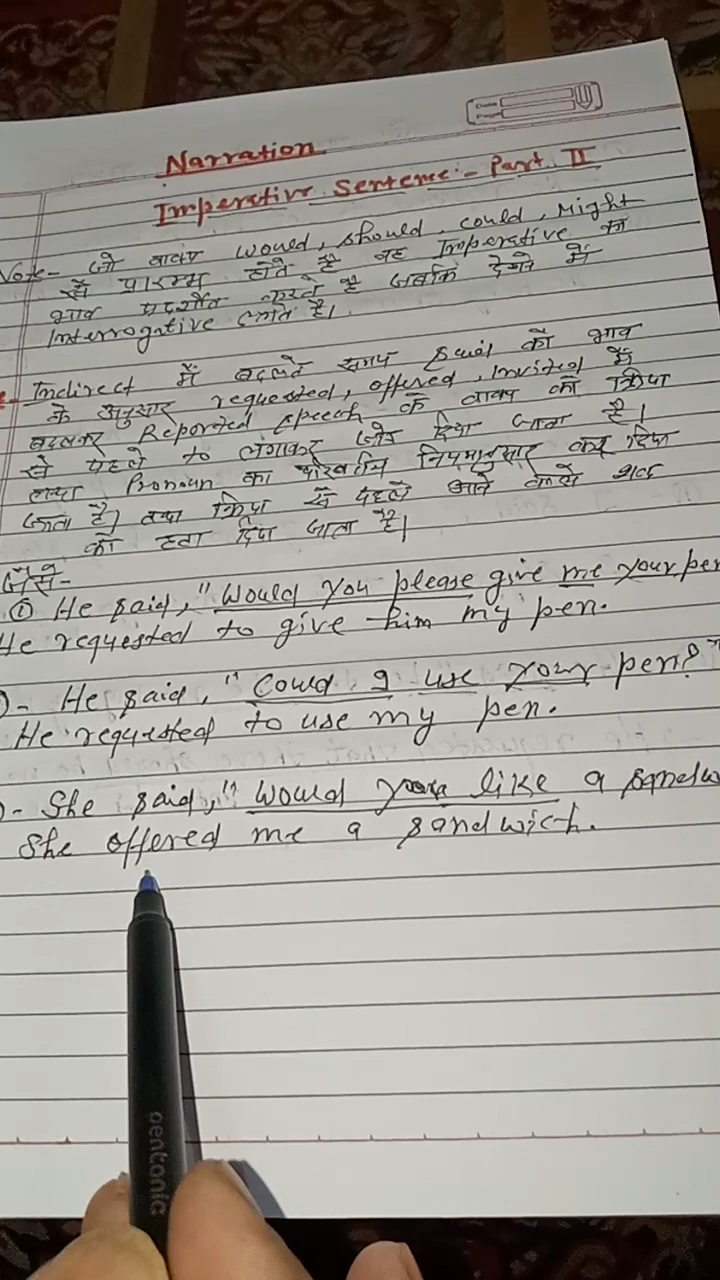 Date
Page
Narration
Imperative Sentence:- Part II
Note- जो वाक्य would, should, could, might
से प्रारम्भ होते है वह Imperative का
भाव प्रदर्शित करते है जबकि देखने में
Interrogative लगते है।
Indirect में बदलते समय said को भाव
के अनुसार requested, offered, invited में
बदलकर Reported speech के वाक्य की क्रिया
से पहले to लगाकर जोड़ दिया जाता है।
तथा Pronoun का परिवर्तन नियमानुसार कर दिया
जाता है। तथा क्रिया से पहले आने वाले शब्द
को हटा दिया जाता है।
जैसे-
① He said, "Would you please give me your pen
He requested to give him my pen.
- He said, "Could I use your pen?"
He requested to use my pen.
- She said, "Would you like a sandw
She offered me a sandwich.
pentonic